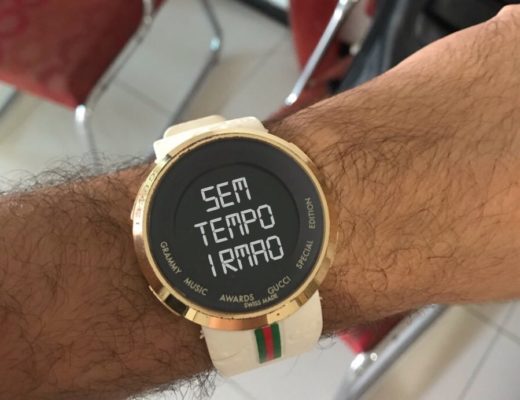 SEM
TEMPO
IRMAO
GRAMMY MUSIC AWARDS GUCCI SPECIAL EDITION
SWISS MADE